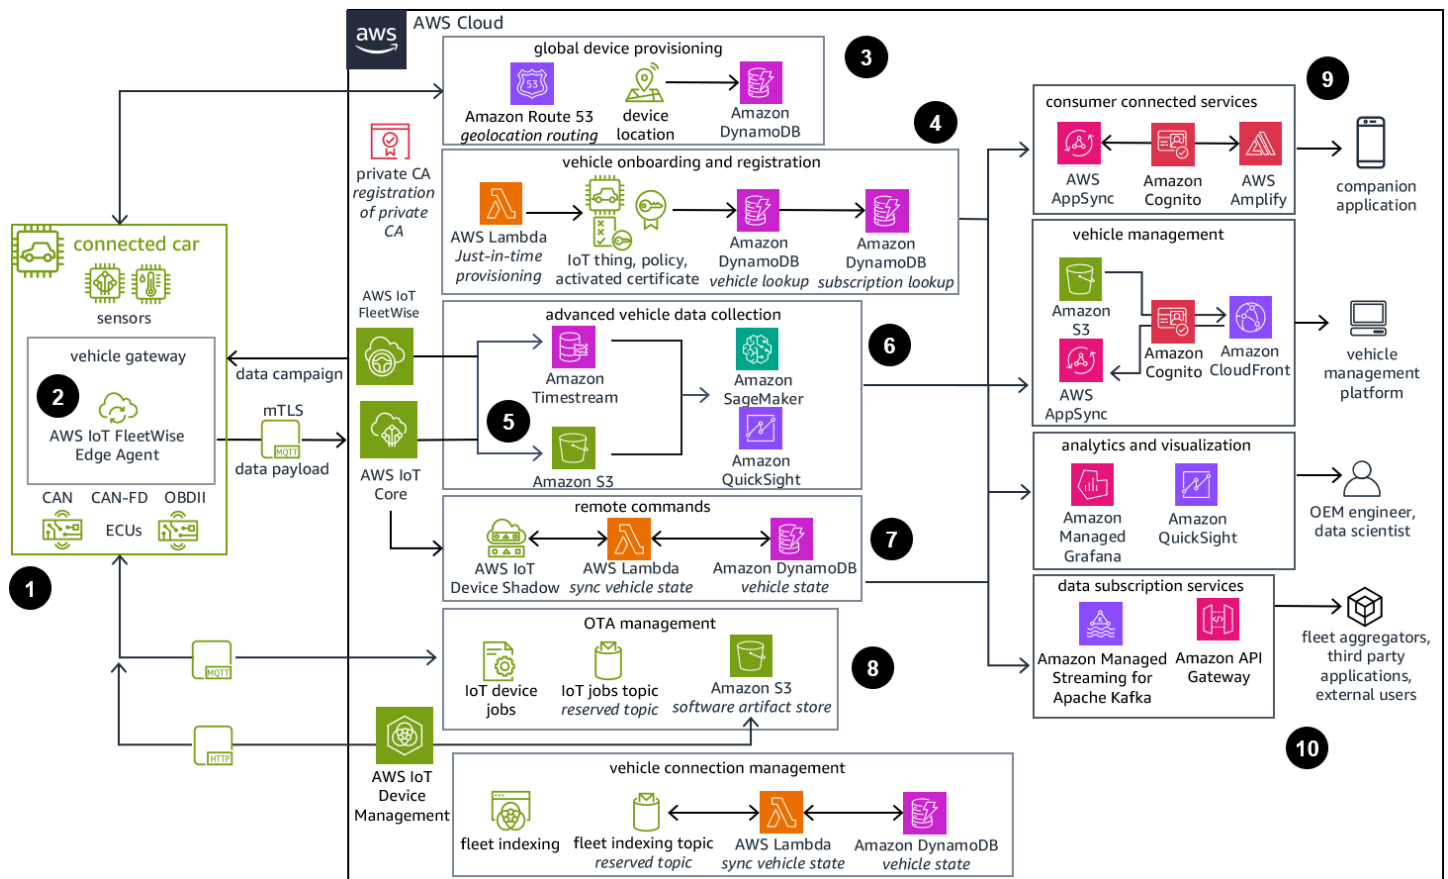 aws
AWS Cloud
global device provisioning
53
Amazon Route 53
geolocation routing
device
location
Amazon
DynamoDB
3
private CA
registration
of private
CA
vehicle onboarding and registration
AWS Lambda
Just-in-time
provisioning
IoT thing, policy,
activated certificate
Amazon
DynamoDB
vehicle lookup
Amazon
DynamoDB
subscription lookup
4
connected car
sensors
vehicle gateway
2
AWS IoT FleetWise
Edge Agent
CAN
CAN-FD
OBDII
ECUs
1
data campaign
mTLS
MQTT
data payload
AWS IoT
FleetWise
AWS IoT
Core
advanced vehicle data collection
Amazon
Timestream
5
Amazon S3
Amazon
SageMaker
Amazon
QuickSight
6
remote commands
AWS IoT
Device Shadow
AWS Lambda
sync vehicle state
Amazon DynamoDB
vehicle state
7
MQTT
HTTP
OTA management
IoT device
jobs
IoT jobs topic
reserved topic
Amazon S3
software artifact store
8
AWS IoT
Device
Management
vehicle connection management
fleet indexing
fleet indexing topic
reserved topic
AWS Lambda
sync vehicle state
Amazon DynamoDB
vehicle state
9
consumer connected services
AWS
AppSync
Amazon
Cognito
AWS
Amplify
companion
application
vehicle management
Amazon
S3
AWS
AppSync
Amazon
Cognito
Amazon
CloudFront
vehicle
management
platform
analytics and visualization
Amazon
Managed
Grafana
Amazon
QuickSight
OEM engineer,
data scientist
data subscription services
Amazon Managed
Streaming for
Apache Kafka
Amazon API
Gateway
fleet aggregators,
third party
applications,
external users
10